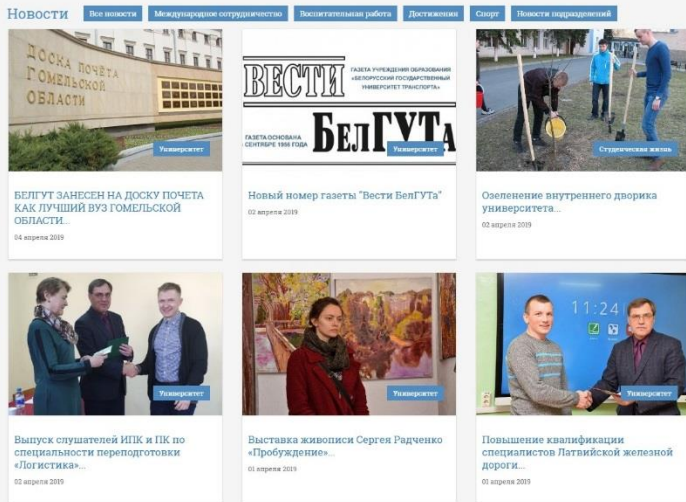 Новости
Все новости
Международное сотрудничество
Воспитательная работа
Достижения
Спорт
Новости подразделений
ДОСКА ПОЧЁТА
ГОМЕЛЬСКОЙ
ОБЛАСТИ
Университет
ВЕСТИ
ГАЗЕТА УЧРЕЖДЕНИЯ ОБРАЗОВАНИЯ
«БЕЛОРУССКИЙ ГОСУДАРСТВЕННЫЙ
УНИВЕРСИТЕТ ТРАНСПОРТА»
ГАЗЕТА ОСНОВАНА
СЕНТЯБРЕ 1996 ГОДА
БелГУТа
Университет
Студенческая жизнь
БЕЛГУТ ЗАНЕСЕН НА ДОСКУ ПОЧЕТА
КАК ЛУЧШИЙ ВУЗ ГОМЕЛЬСКОЙ
ОБЛАСТИ...
04 апреля 2019
Новый номер газеты "Вести БелГУТа"
02 апреля 2019
Озеленение внутреннего дворика
университета...
02 апреля 2019
Университет
Университет
11:24
Университет
Выпуск слушателей ИПК и ПК по
специальности переподготовки
«Логистика»...
02 апреля 2019
Выставка живописи Сергея Радченко
«Пробуждение»...
01 апреля 2019
Повышение квалификации
специалистов Латвийской железной
дороги...
01 апреля 2019